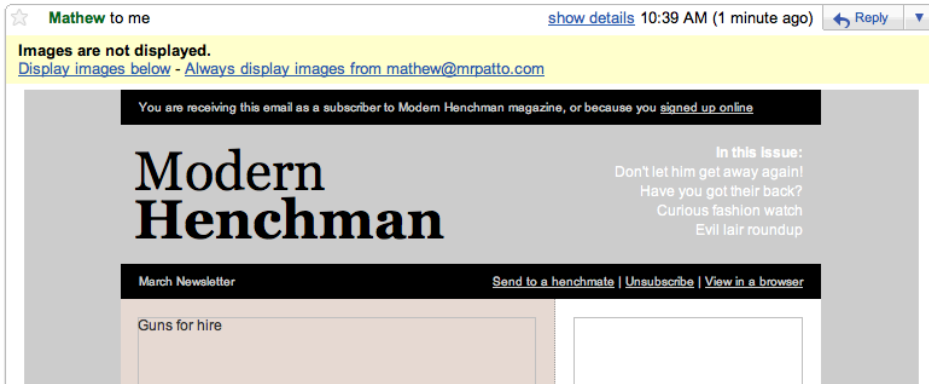 Mathew to me show details 10:39 AM (1 minute ago) Reply
Images are not displayed.
Display images below - Always display images from mathew@mrpatto.com
You are receiving this email as a subscriber to Modern Henchman magazine, or because you signed up online
Modern
Henchman
In this issue:
Don't let him get away again!
Have you got their back?
Curious fashion watch
Evil lair roundup
March Newsletter Send to a henchmate | Unsubscribe | View in a browser
Guns for hire